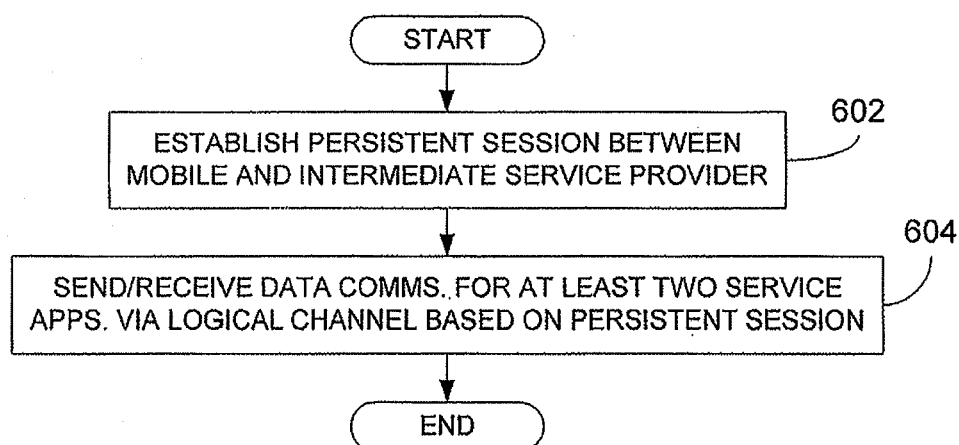 START
602
ESTABLISH PERSISTENT SESSION BETWEEN
MOBILE AND INTERMEDIATE SERVICE PROVIDER
604
SEND/RECEIVE DATA COMMS. FOR AT LEAST TWO SERVICE
APPS. VIA LOGICAL CHANNEL BASED ON PERSISTENT SESSION
END